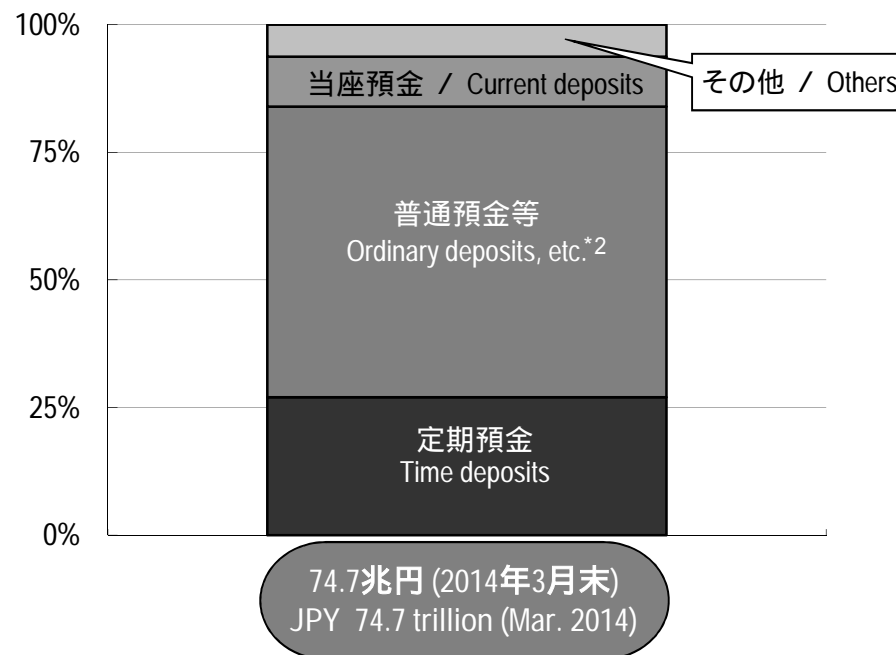 100%
当座預金 / Current deposits
その他 / Others
75%
普通預金等
Ordinary deposits, etc.*2
50%
25%
定期預金
Time deposits
0%
74.7兆円 (2014年3月末)
JPY 74.7 trillion (Mar. 2014)